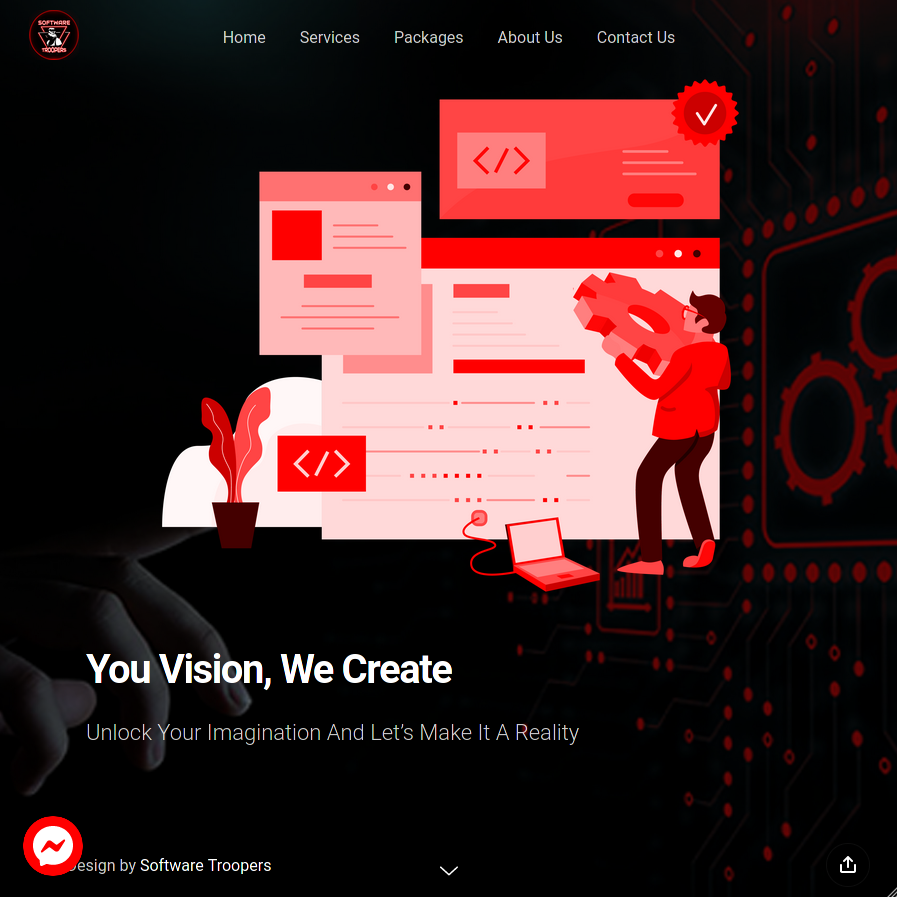 SOFTWARE
TROOPERS
Home Services Packages About Us Contact Us
</>
</>
You Vision, We Create
Unlock Your Imagination And Let’s Make It A Reality
esign by Software Troopers